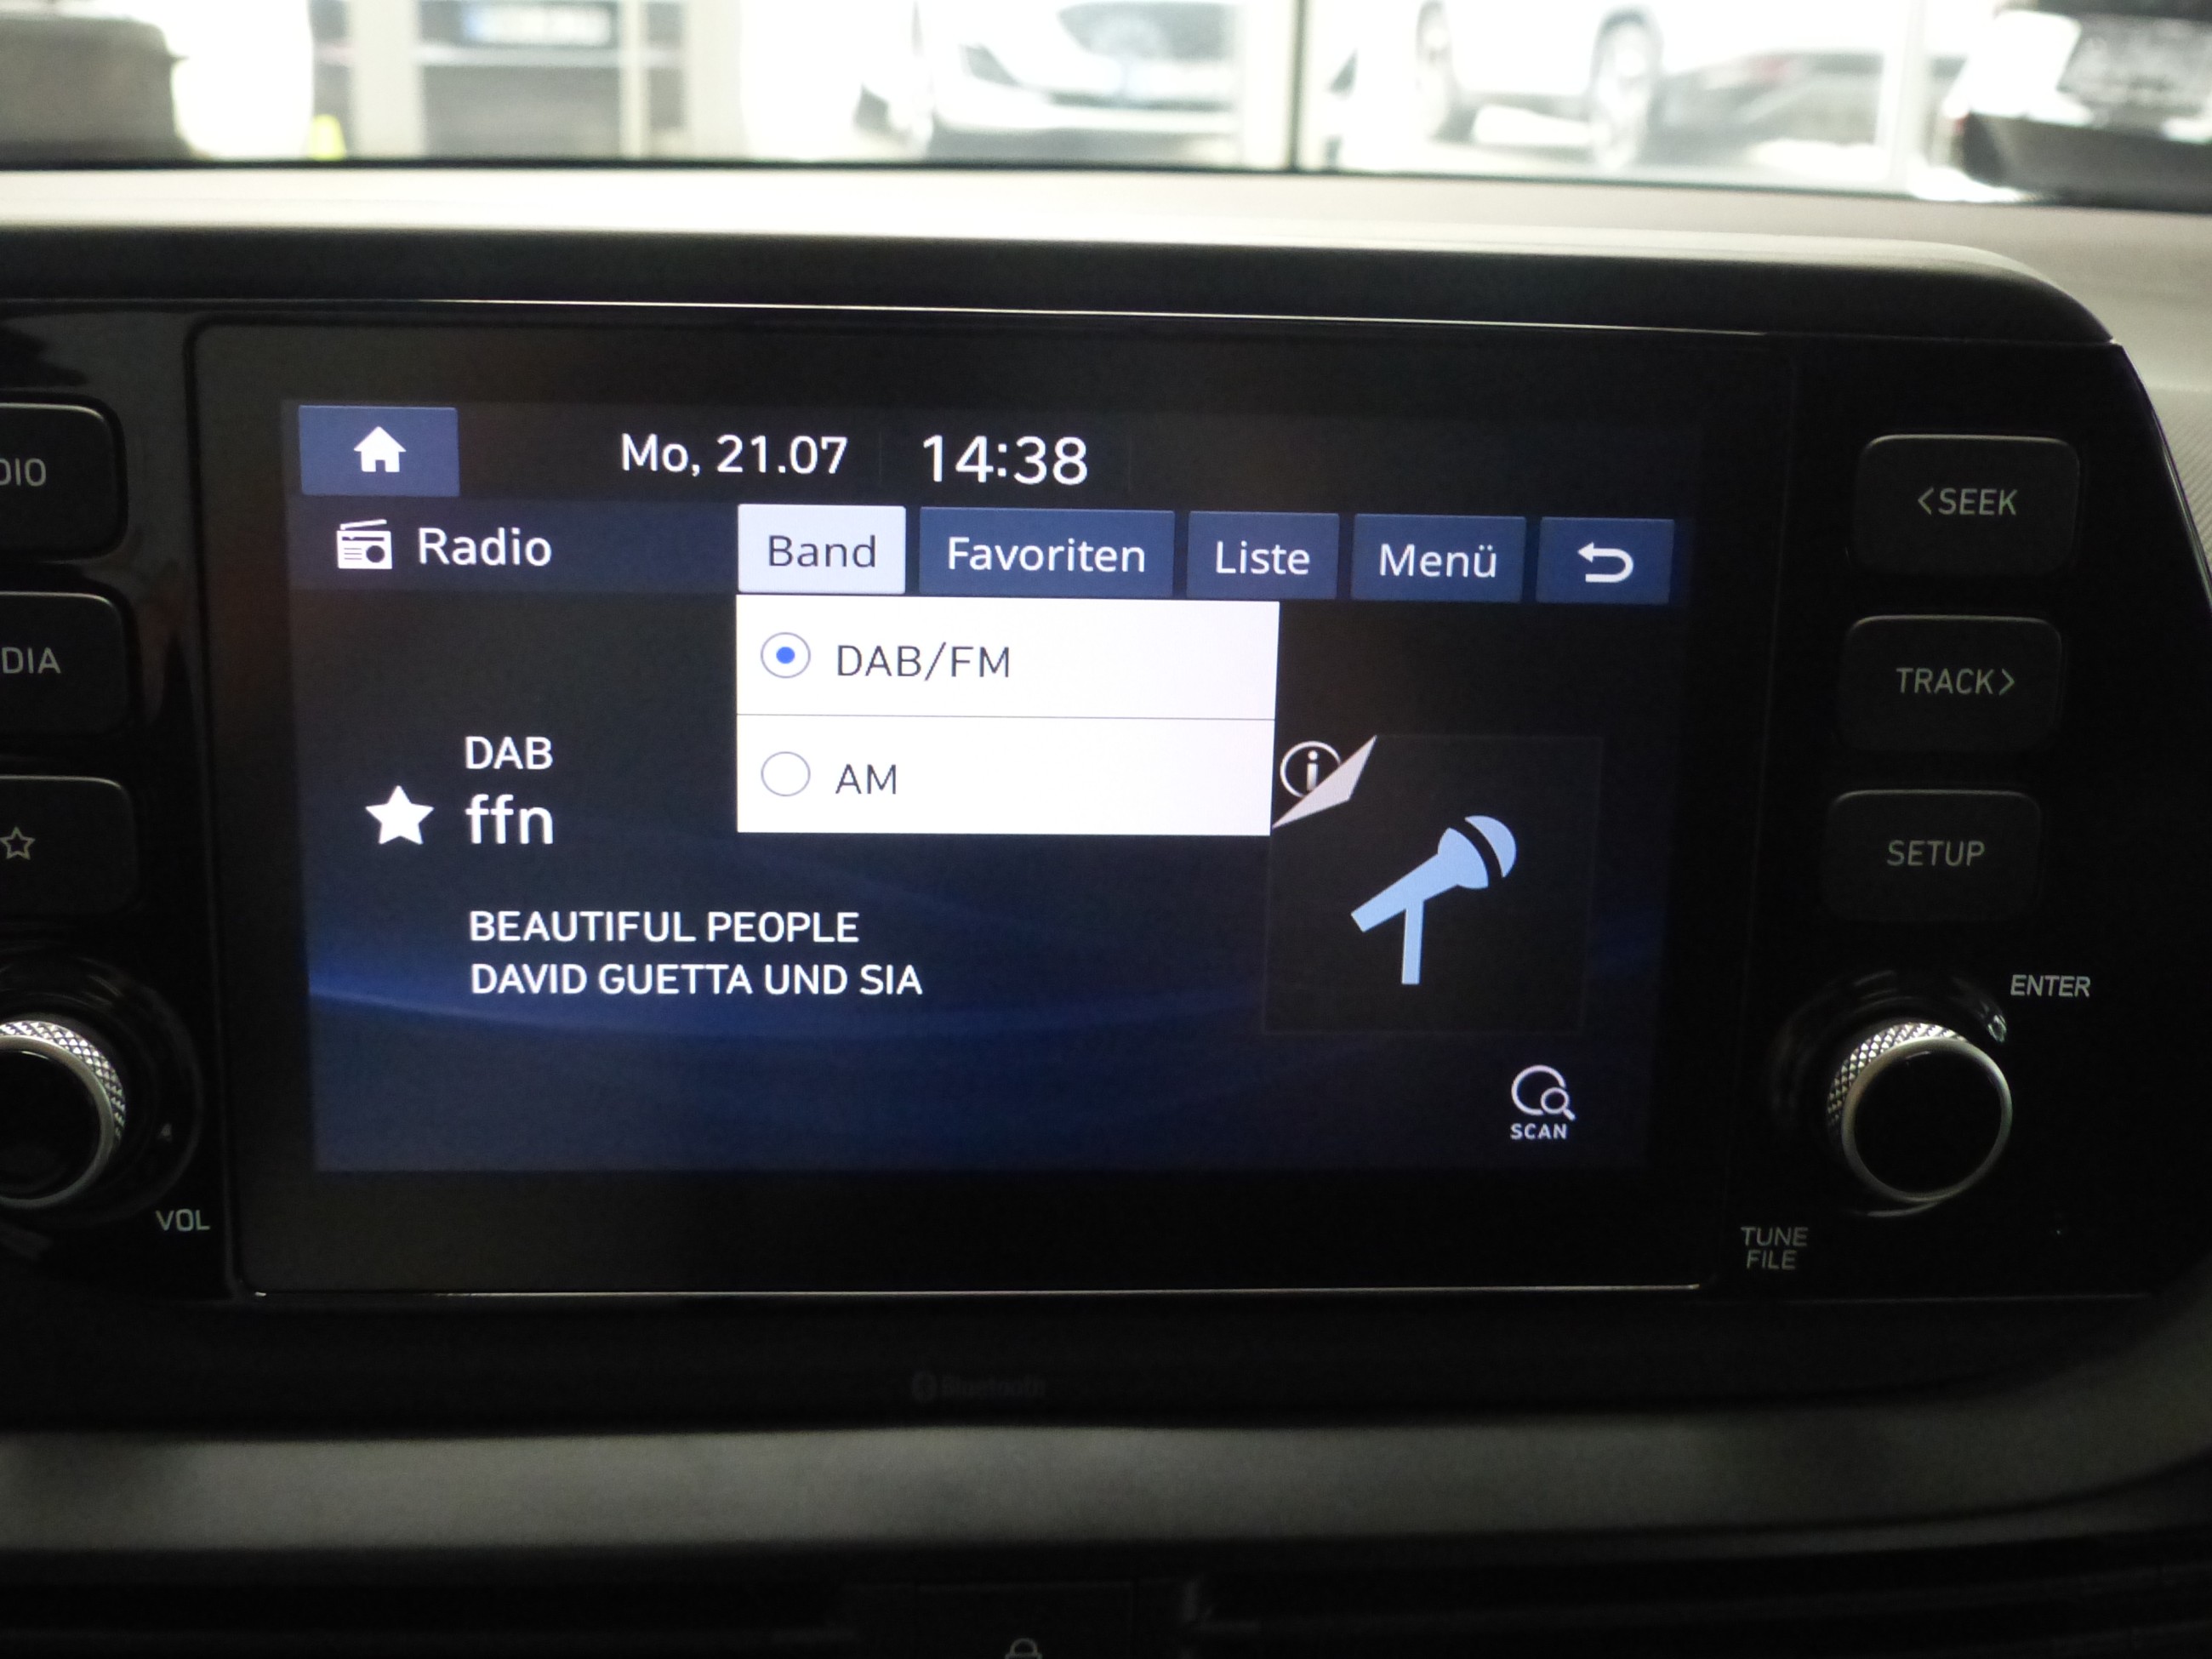 Mo, 21.07 14:38
Radio Band Favoriten Liste Menü
DAB/FM
AM
DAB
ffn
BEAUTIFUL PEOPLE
DAVID GUETTA UND SIA
SCAN
DIO
DIA
VOL
<SEEK
TRACK>
SETUP
ENTER
TUNE
FILE
Bluetooth